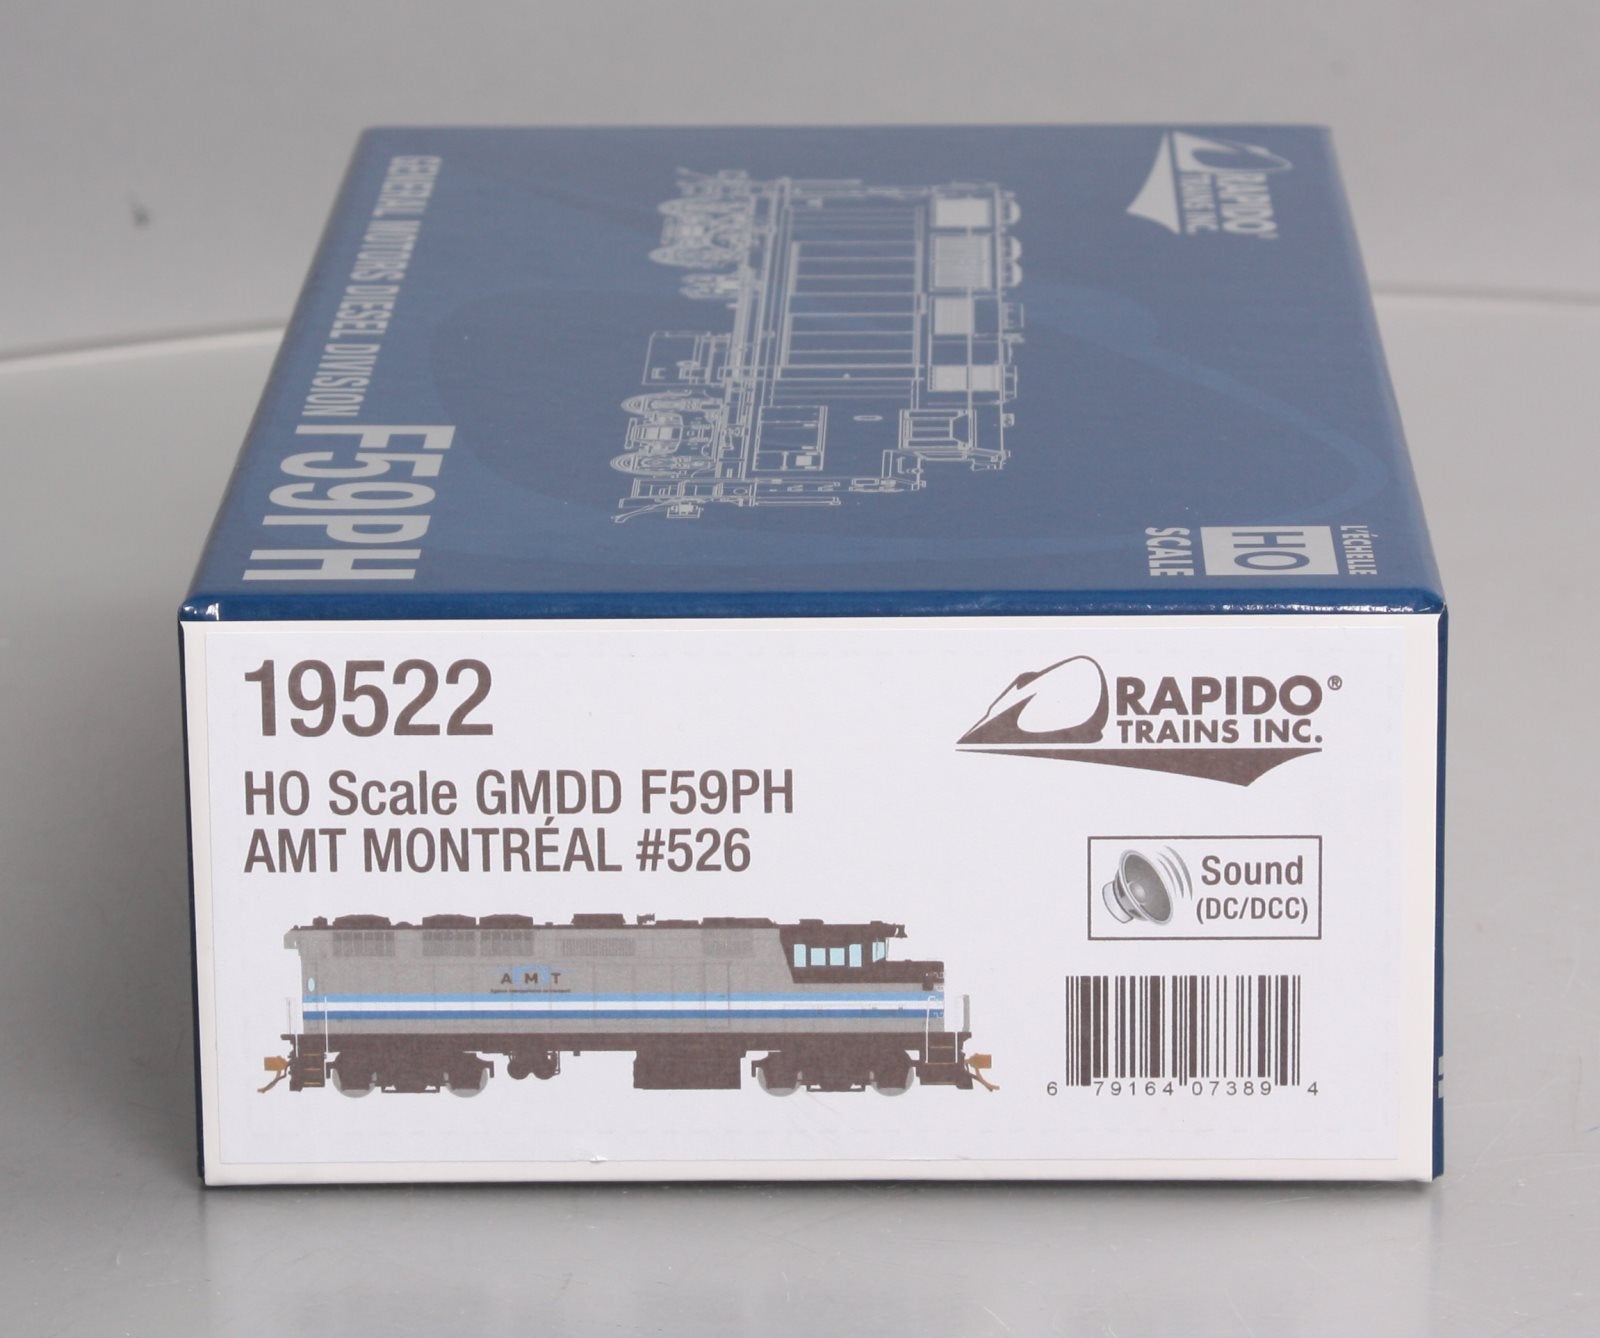 GENERAL MOTORS DIESEL DIVISION F59PH
RAPIDO®
TRAINS INC.
L'ÉCHELLE
HO
SCALE
19522
HO Scale GMDD F59PH
AMT MONTRÉAL #526
RAPIDO®
TRAINS INC.
Sound
(DC/DCC)
AMT
6 79164 07389 4